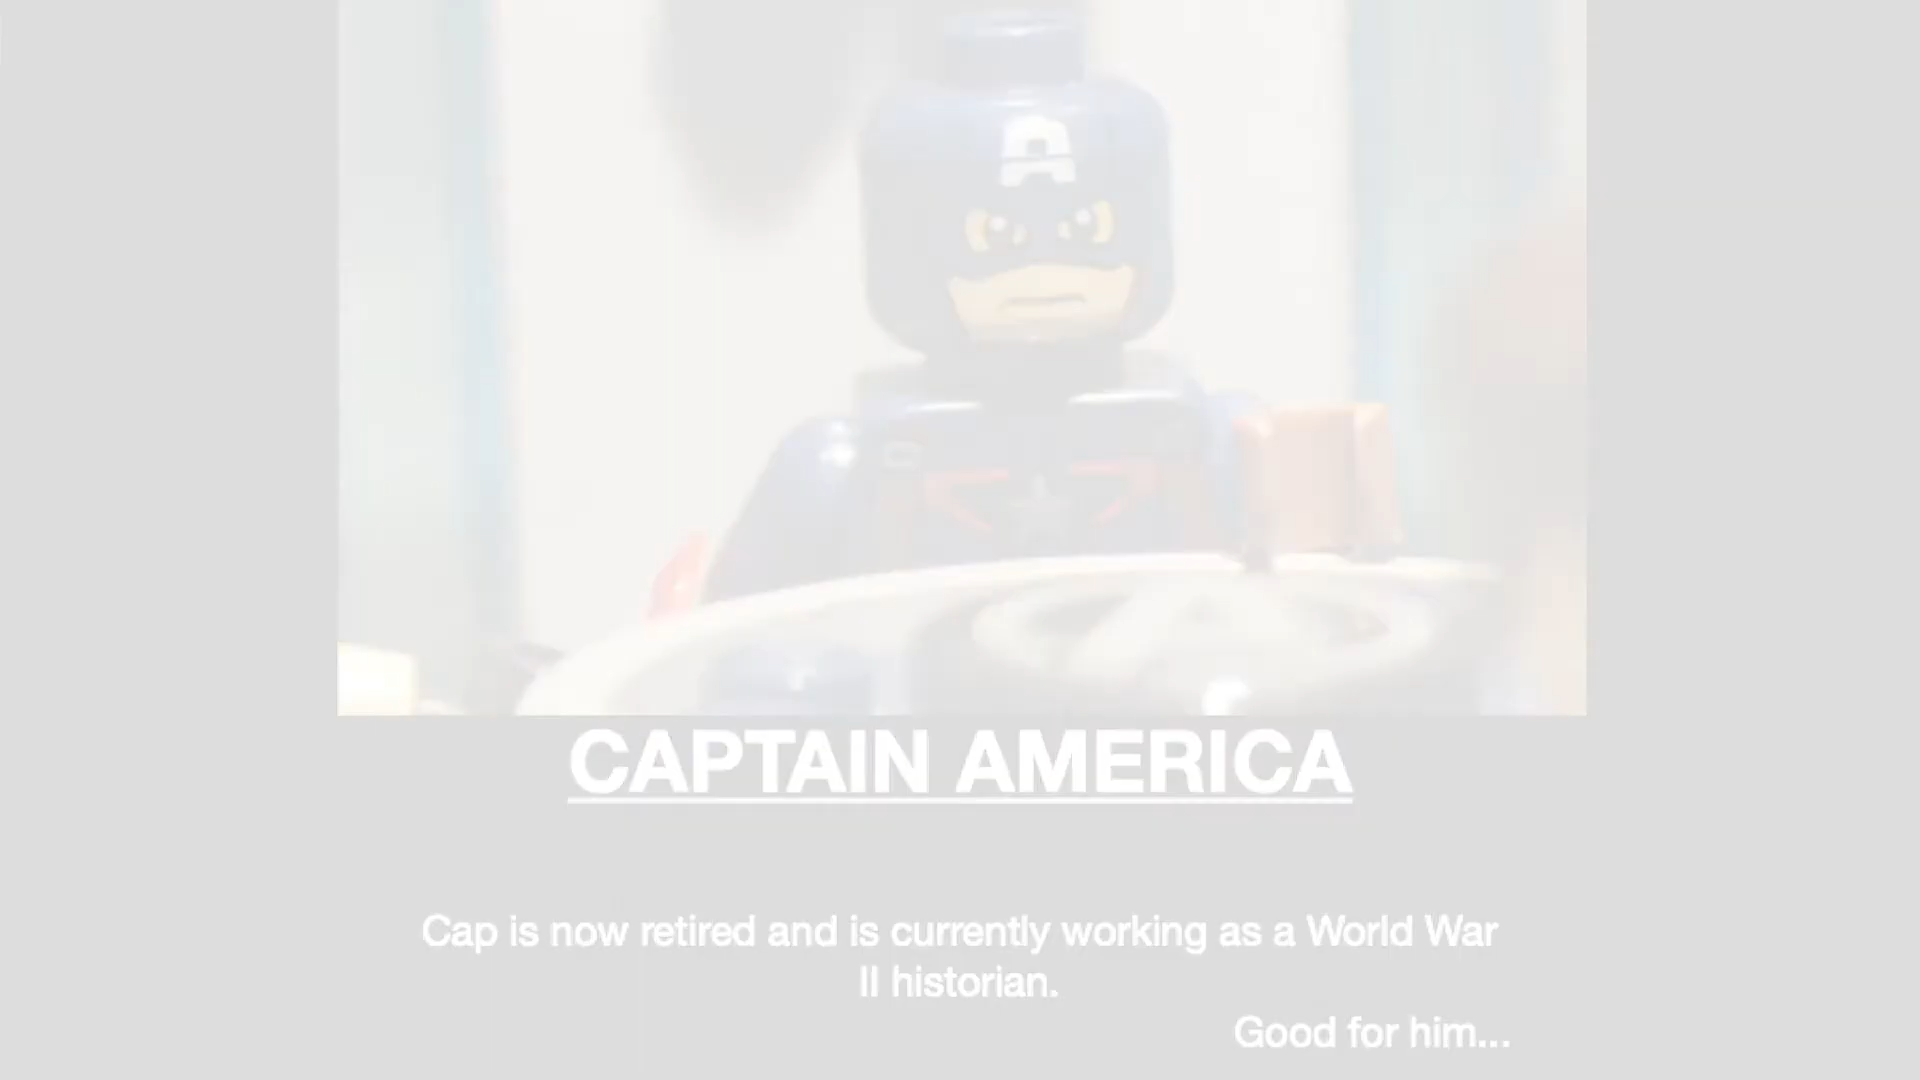 A
CAPTAIN AMERICA
Cap is now retired and is currently working as a World War
II historian.
Good for him...